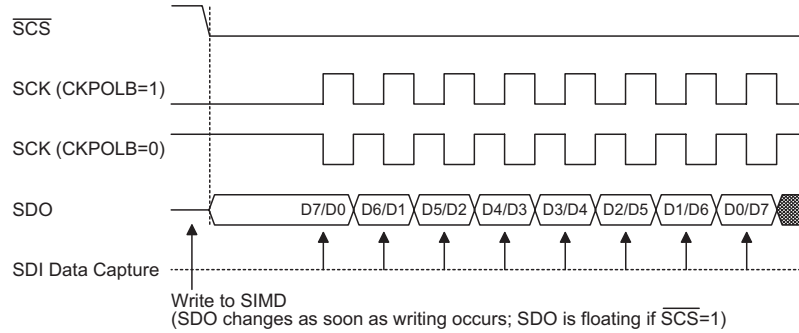 SCS
SCK (CKPOLB=1)
SCK (CKPOLB=0)
SDO
D7/D0 D6/D1 D5/D2 D4/D3 D3/D4 D2/D5 D1/D6 D0/D7
SDI Data Capture
Write to SIMD
(SDO changes as soon as writing occurs; SDO is floating if SCS=1)